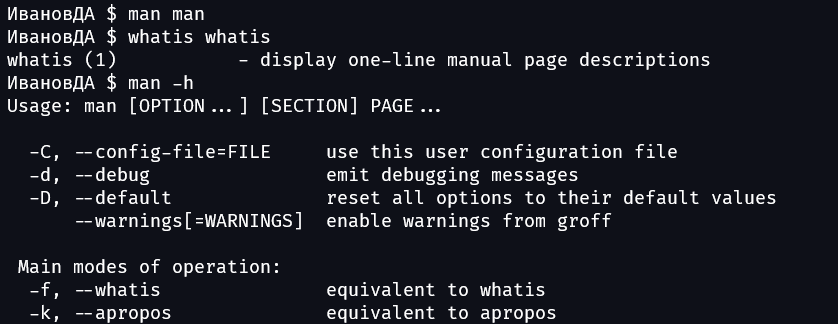 ИвановДА $ man man
ИвановДА $ whatis whatis
whatis (1)           - display one-line manual page descriptions
ИвановДА $ man -h
Usage: man [OPTION...] [SECTION] PAGE...
  -C, --config-file=FILE     use this user configuration file
  -d, --debug                emit debugging messages
  -D, --default              reset all options to their default values
      --warnings[=WARNINGS]  enable warnings from groff
 Main modes of operation:
  -f, --whatis               equivalent to whatis
  -k, --apropos              equivalent to apropos